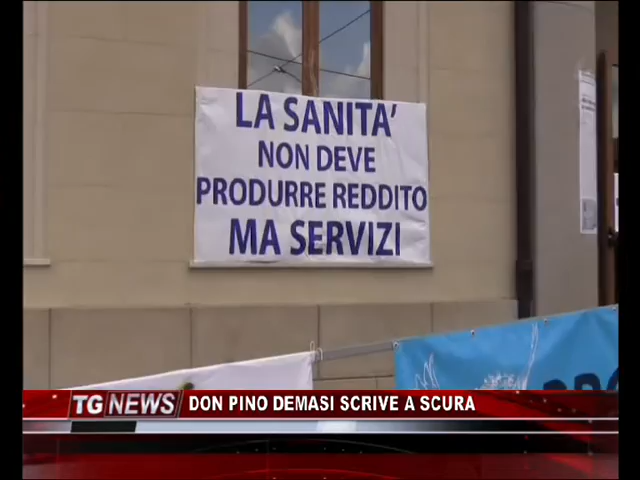 LA SANITA'
NON DEVE
PRODURRE REDDITO
MA SERVIZI
TG NEWS DON PINO DEMASI SCRIVE A SCURA